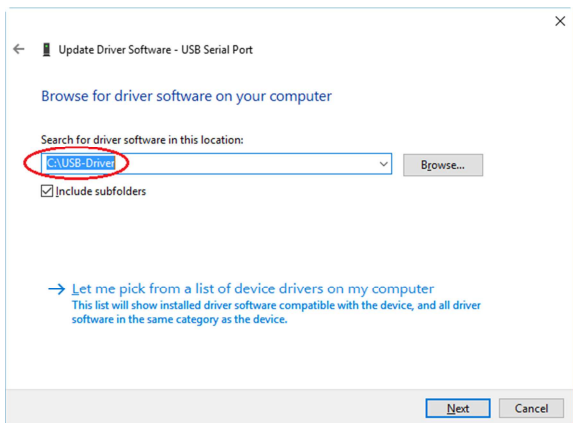 Update Driver Software - USB Serial Port
Browse for driver software on your computer
Search for driver software in this location:
C:\USB-Driver
Browse...
Include subfolders
Let me pick from a list of device drivers on my computer
This list will show installed driver software compatible with the device, and all driver
software in the same category as the device.
Next
Cancel